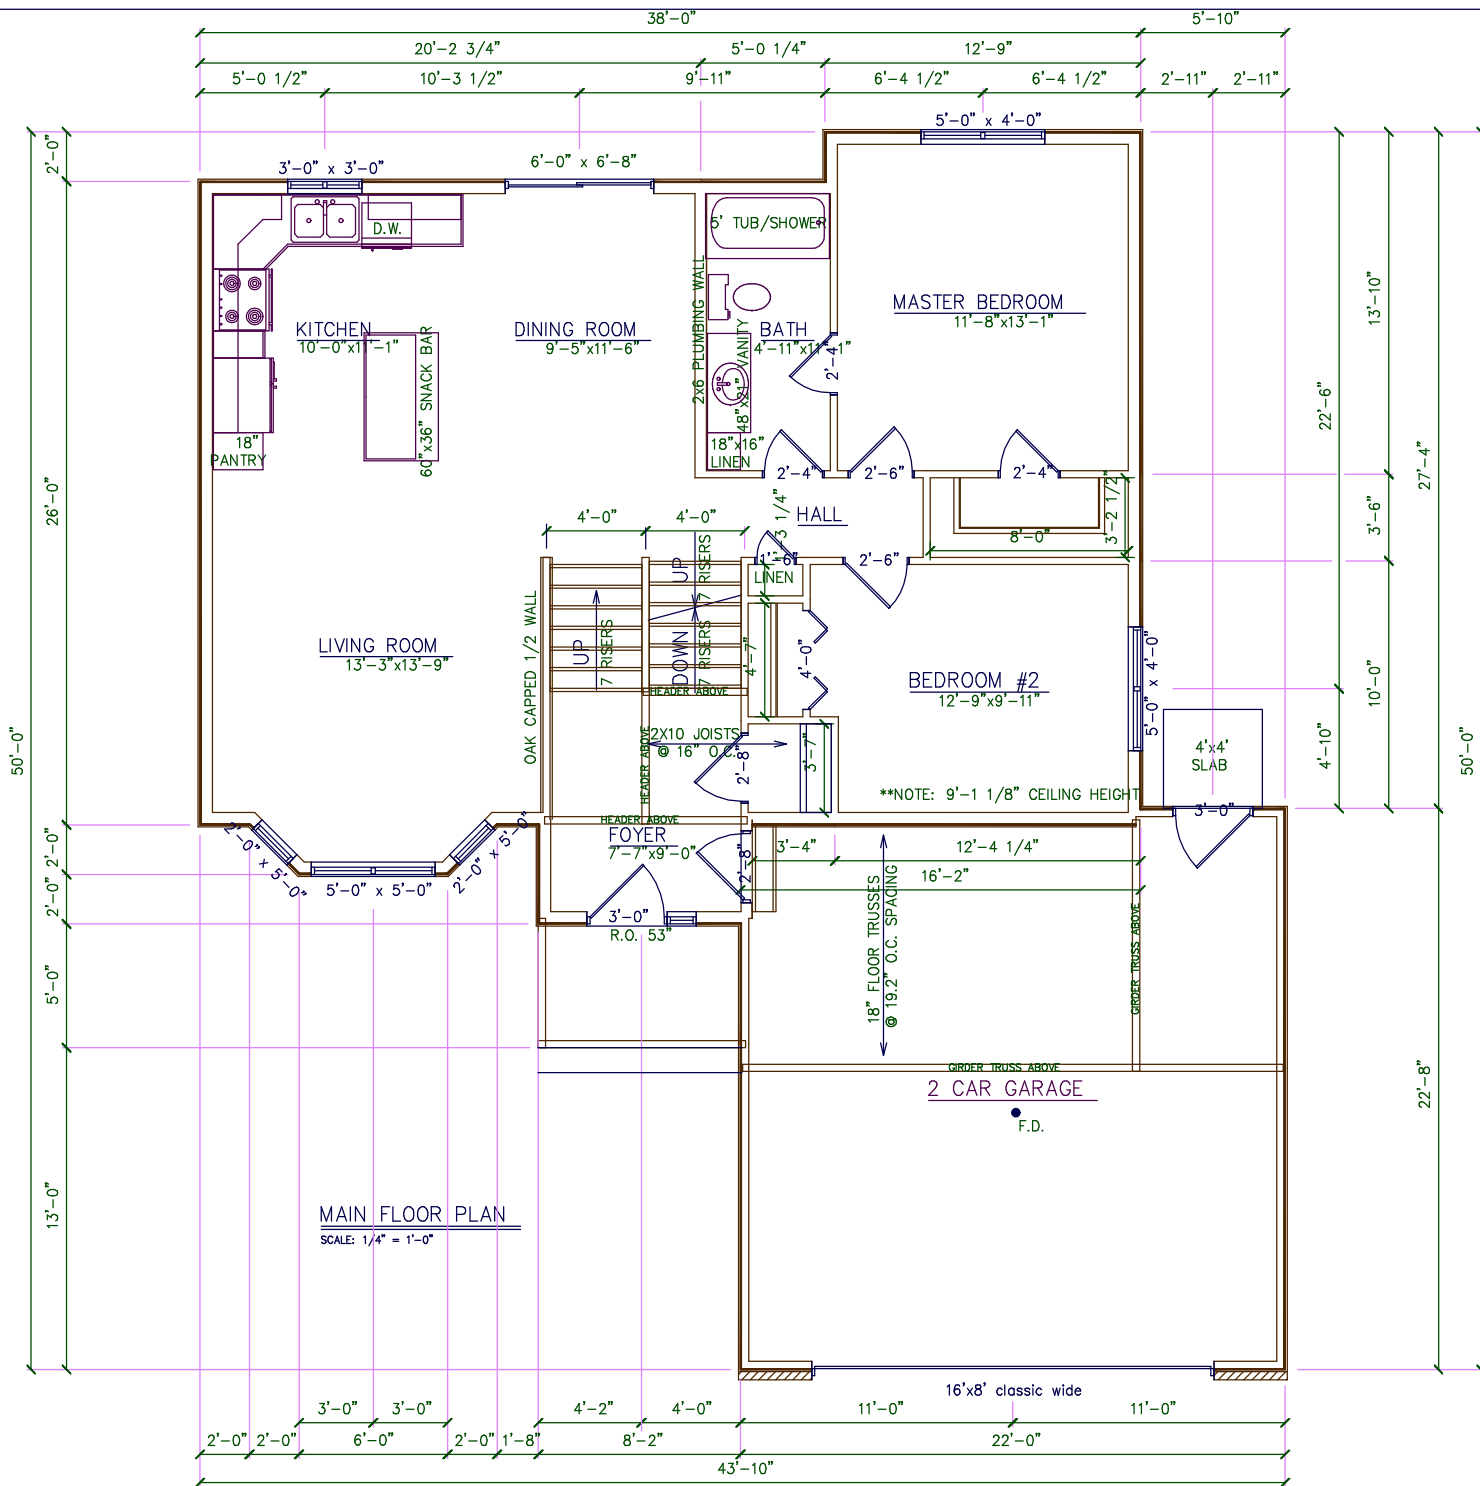 38'-0"
5'-10"
20'-2 3/4"
5'-0 1/4"
12'-9"
5'-0 1/2"
10'-3 1/2"
9'-11"
6'-4 1/2"
6'-4 1/2"
2'-11"
2'-11"
5'-0" x 4'-0"
3'-0" x 3'-0"
6'-0" x 6'-8"
2'-0"
D.W.
5' TUB/SHOWER
MASTER BEDROOM
11'-8"x13'-1"
13'-10"
KITCHEN
10'-0"x11'-1"
DINING ROOM
9'-5"x11'-6"
BATH
4'-11"x11'-1"
2x6 PLUMBING WALL
48"x21" VANITY
2'-4"
60"x36" SNACK BAR
22'-6"
27'-4"
18"
PANTRY
18"x16"
LINEN
2'-4"
2'-6"
2'-4"
26'-0"
4'-0"
4'-0"
HALL
8'-0"
3'-2 1/2"
3'-6"
1'-6"
2'-6"
LINEN
UP
7 RISERS
UP
7 RISERS
DOWN
7 RISERS
OAK CAPPED 1/2 WALL
LIVING ROOM
13'-3"x13'-9"
4'-7"
4'-0"
BEDROOM #2
12'-9"x9'-11"
5'-0" x 4'-0"
10'-0"
4'-10"
HEADER ABOVE
2X10 JOISTS
@ 16" O.C.
HEADER ABOVE
2'-8"
3'-7"
4'x4'
SLAB
50'-0"
50'-0"
**NOTE: 9'-1 1/8" CEILING HEIGHT
3'-0"
HEADER ABOVE
FOYER
7'-7"x9'-0"
2'-8"
3'-4"
12'-4 1/4"
16'-2"
2'-0" x 5'-0"
5'-0" x 5'-0"
2'-0" x 5'-0"
2'-0"
2'-0"
3'-0"
R.O. 53"
18" FLOOR TRUSSES
@ 19.2" O.C. SPACING
GIRDER TRUSS ABOVE
5'-0"
GIRDER TRUSS ABOVE
2 CAR GARAGE
F.D.
22'-8"
13'-0"
MAIN FLOOR PLAN
SCALE: 1/4" = 1'-0"
16'x8' classic wide
3'-0"
3'-0"
4'-2"
4'-0"
11'-0"
11'-0"
2'-0"
2'-0"
6'-0"
2'-0"
1'-8"
8'-2"
22'-0"
43'-10"